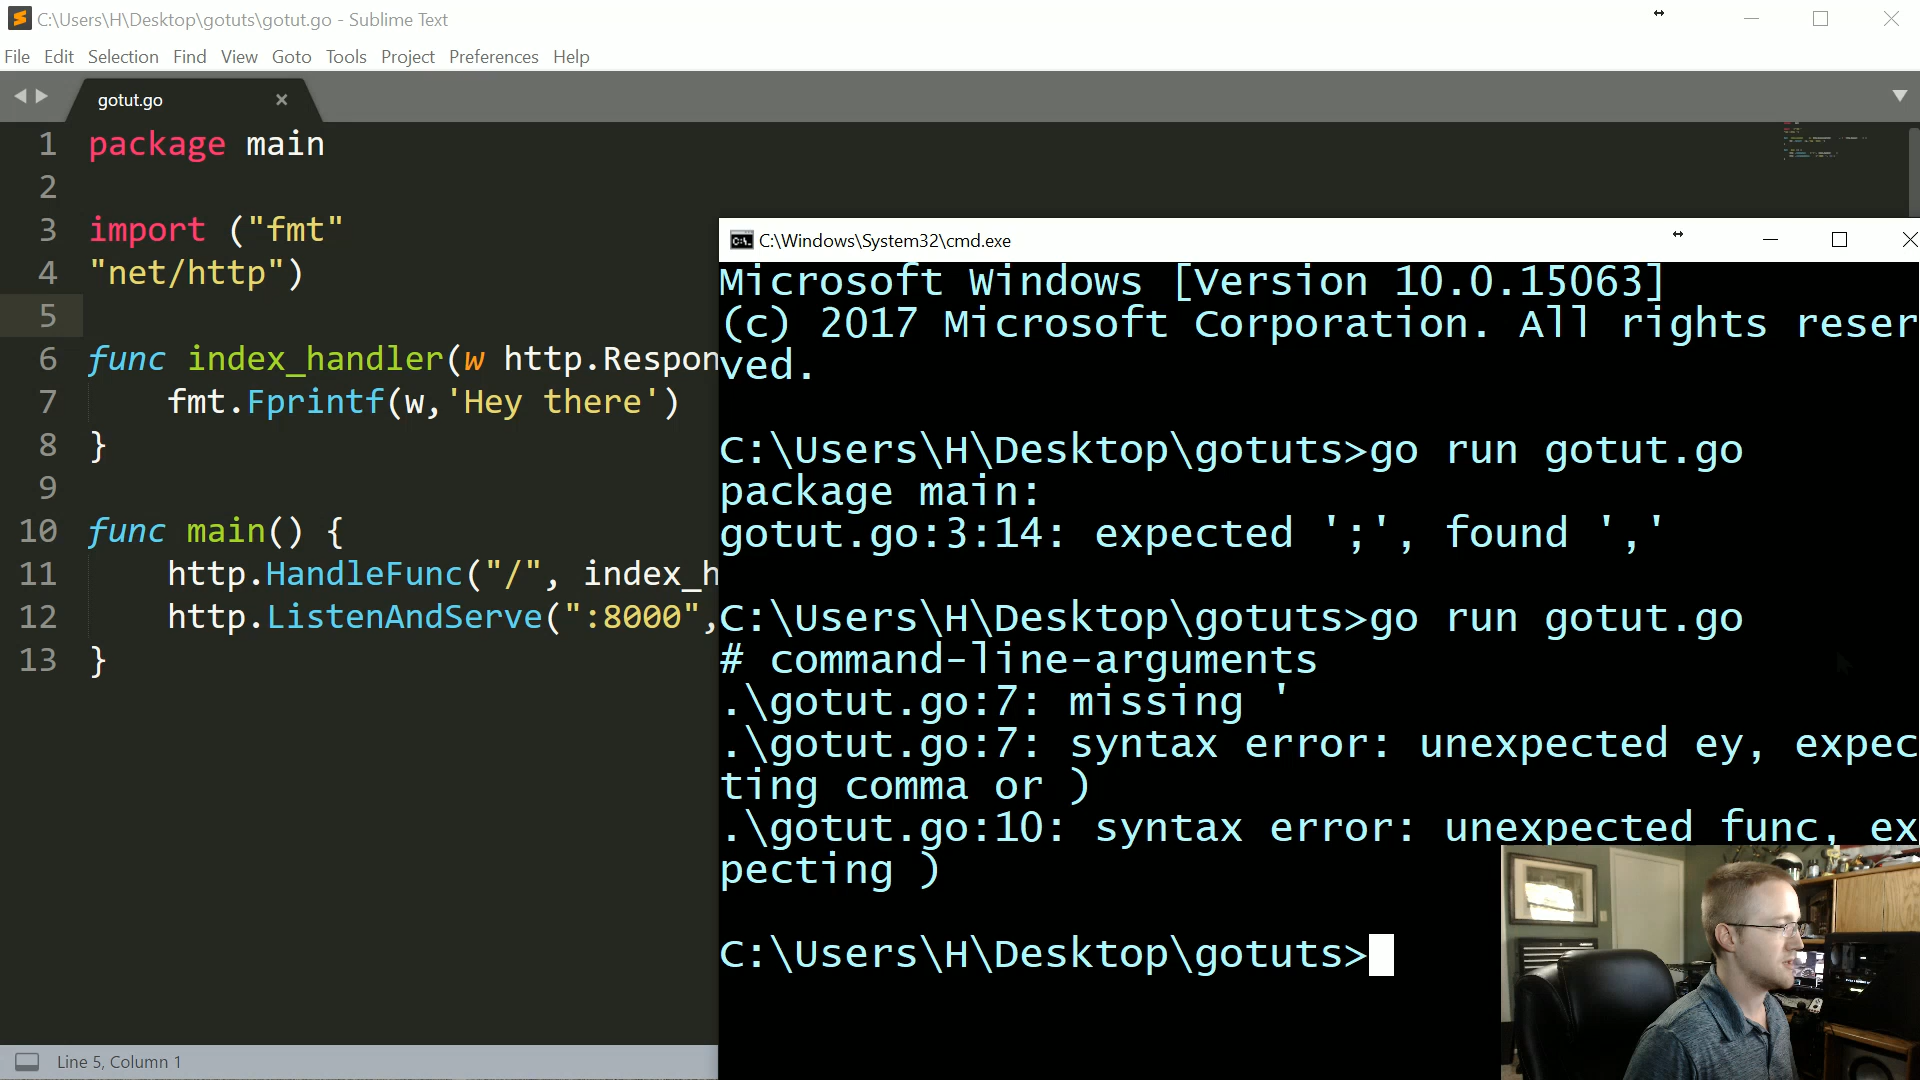 C:\Users\H\Desktop\gotuts\gotut.go - Sublime Text
File Edit Selection Find View Goto Tools Project Preferences Help
gotut.go
1 package main
2
3 import ("fmt"
4 "net/http")
5
6 func index_handler(w http.Respon
7 fmt.Fprintf(w,'Hey there')
8 }
9
10 func main() {
11 http.HandleFunc("/", index_h
12 http.ListenAndServe(":8000",
13 }
Line 5, Column 1
C:\Windows\System32\cmd.exe
Microsoft Windows [Version 10.0.15063]
(c) 2017 Microsoft Corporation. All rights reser
ved.
C:\Users\H\Desktop\gotuts>go run gotut.go
package main:
gotut.go:3:14: expected ';', found ','
C:\Users\H\Desktop\gotuts>go run gotut.go
# command-line-arguments
.\gotut.go:7: missing '
.\gotut.go:7: syntax error: unexpected ey, expec
ting comma or )
.\gotut.go:10: syntax error: unexpected func, ex
pecting )
C:\Users\H\Desktop\gotuts>